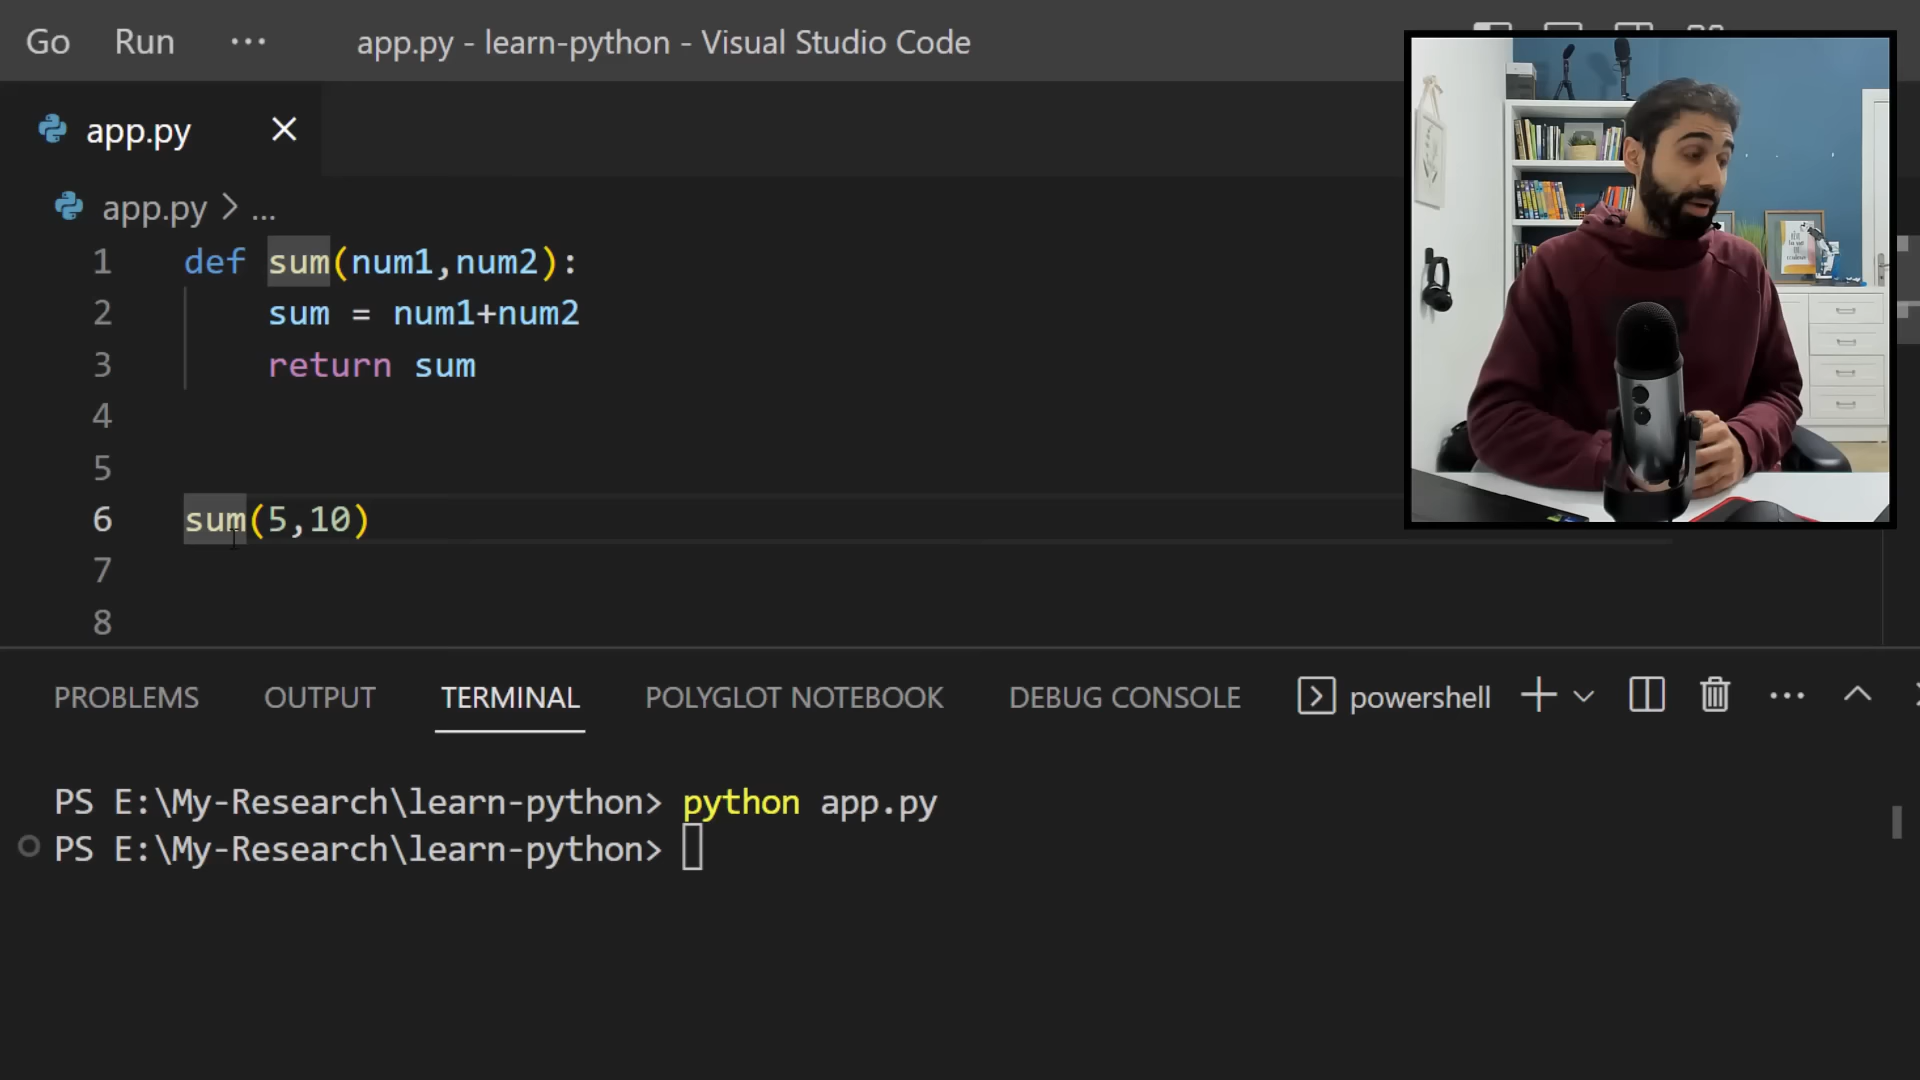 Go Run ... app.py - learn-python - Visual Studio Code
app.py
app.py > ...
1 def sum(num1,num2):
2 sum = num1+num2
3 return sum
4
5
6 sum(5,10)
7
8
PROBLEMS OUTPUT TERMINAL POLYGLOT NOTEBOOK DEBUG CONSOLE powershell
PS E:\My-Research\learn-python> python app.py
PS E:\My-Research\learn-python>